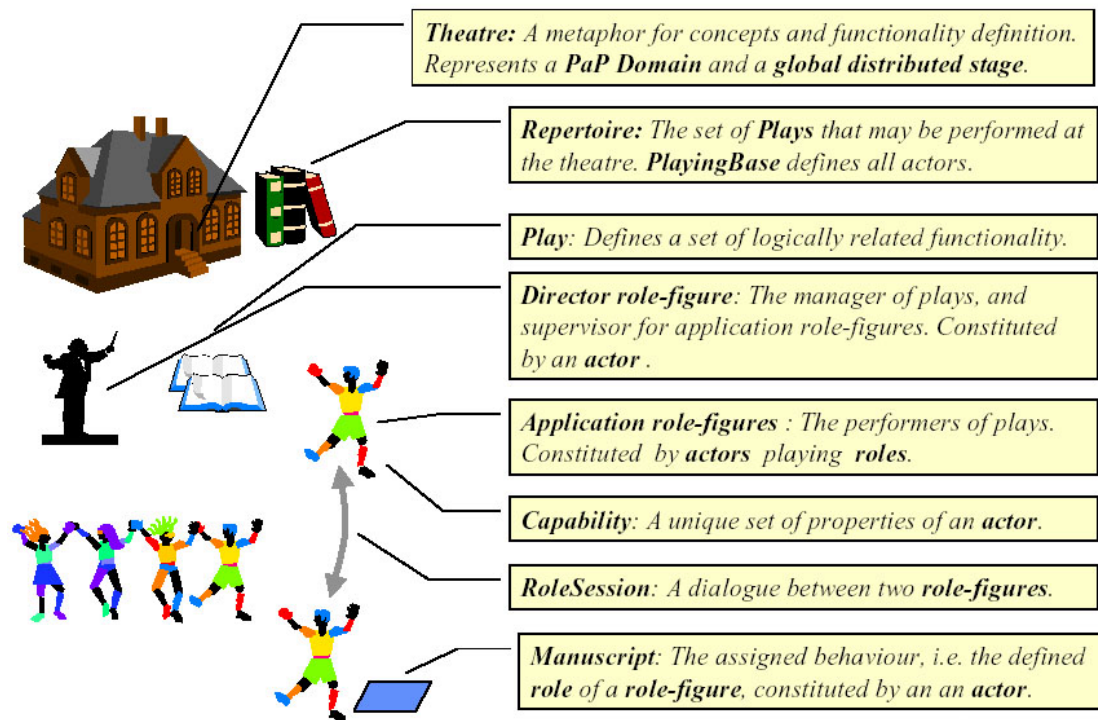 Theatre: A metaphor for concepts and functionality definition.
Represents a PaP Domain and a global distributed stage.
Repertoire: The set of Plays that may be performed at
the theatre. PlayingBase defines all actors.
Play: Defines a set of logically related functionality.
Director role-figure: The manager of plays, and
supervisor for application role-figures. Constituted
by an actor .
Application role-figures : The performers of plays.
Constituted by actors playing roles.
Capability: A unique set of properties of an actor.
RoleSession: A dialogue between two role-figures.
Manuscript: The assigned behaviour, i.e. the defined
role of a role-figure, constituted by an an actor.